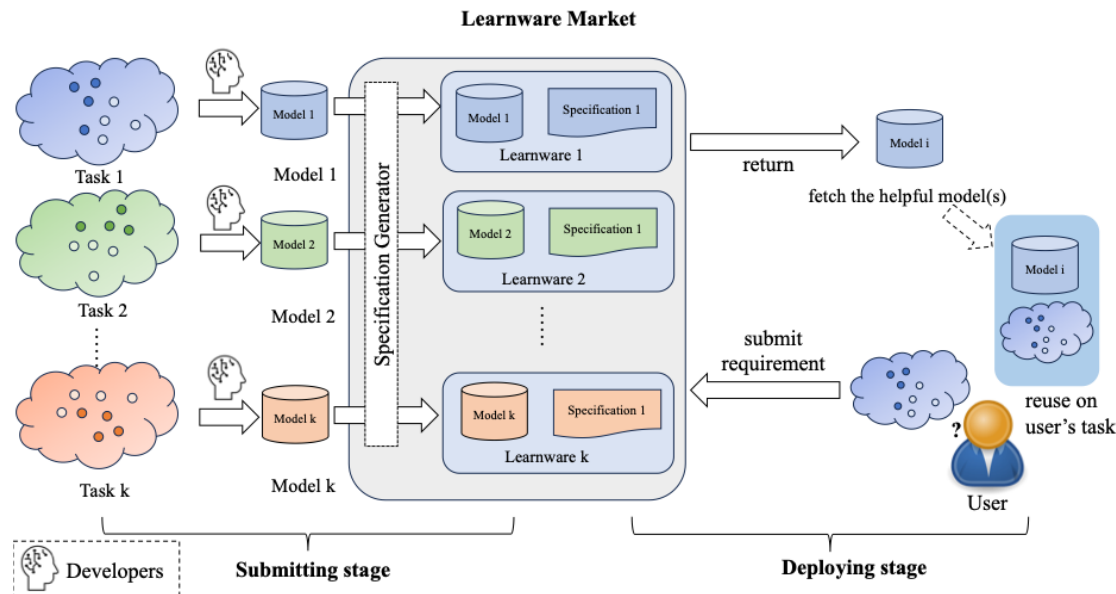 Learnware Market
Task 1
Model 1
Model 1
Model 1
Specification 1
Learnware 1
Task 2
Model 2
Model 2
Model 2
Specification 1
Learnware 2
Task k
Model k
Model k
Model k
Specification 1
Learnware k
Specification Generator
return
Model i
fetch the helpful model(s)
Model i
submit
requirement
reuse on
user's task
?
User
Developers
Submitting stage
Deploying stage